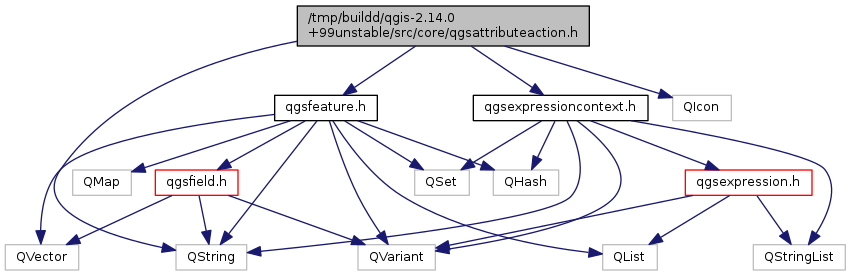 /tmp/buildd/qgis-2.14.0
+99unstable/src/core/qgsattributeaction.h
qgsfeature.h
qgsexpressioncontext.h
QIcon
QMap
qgsfield.h
QSet
QHash
qgsexpression.h
QVector
QString
QVariant
QList
QStringList